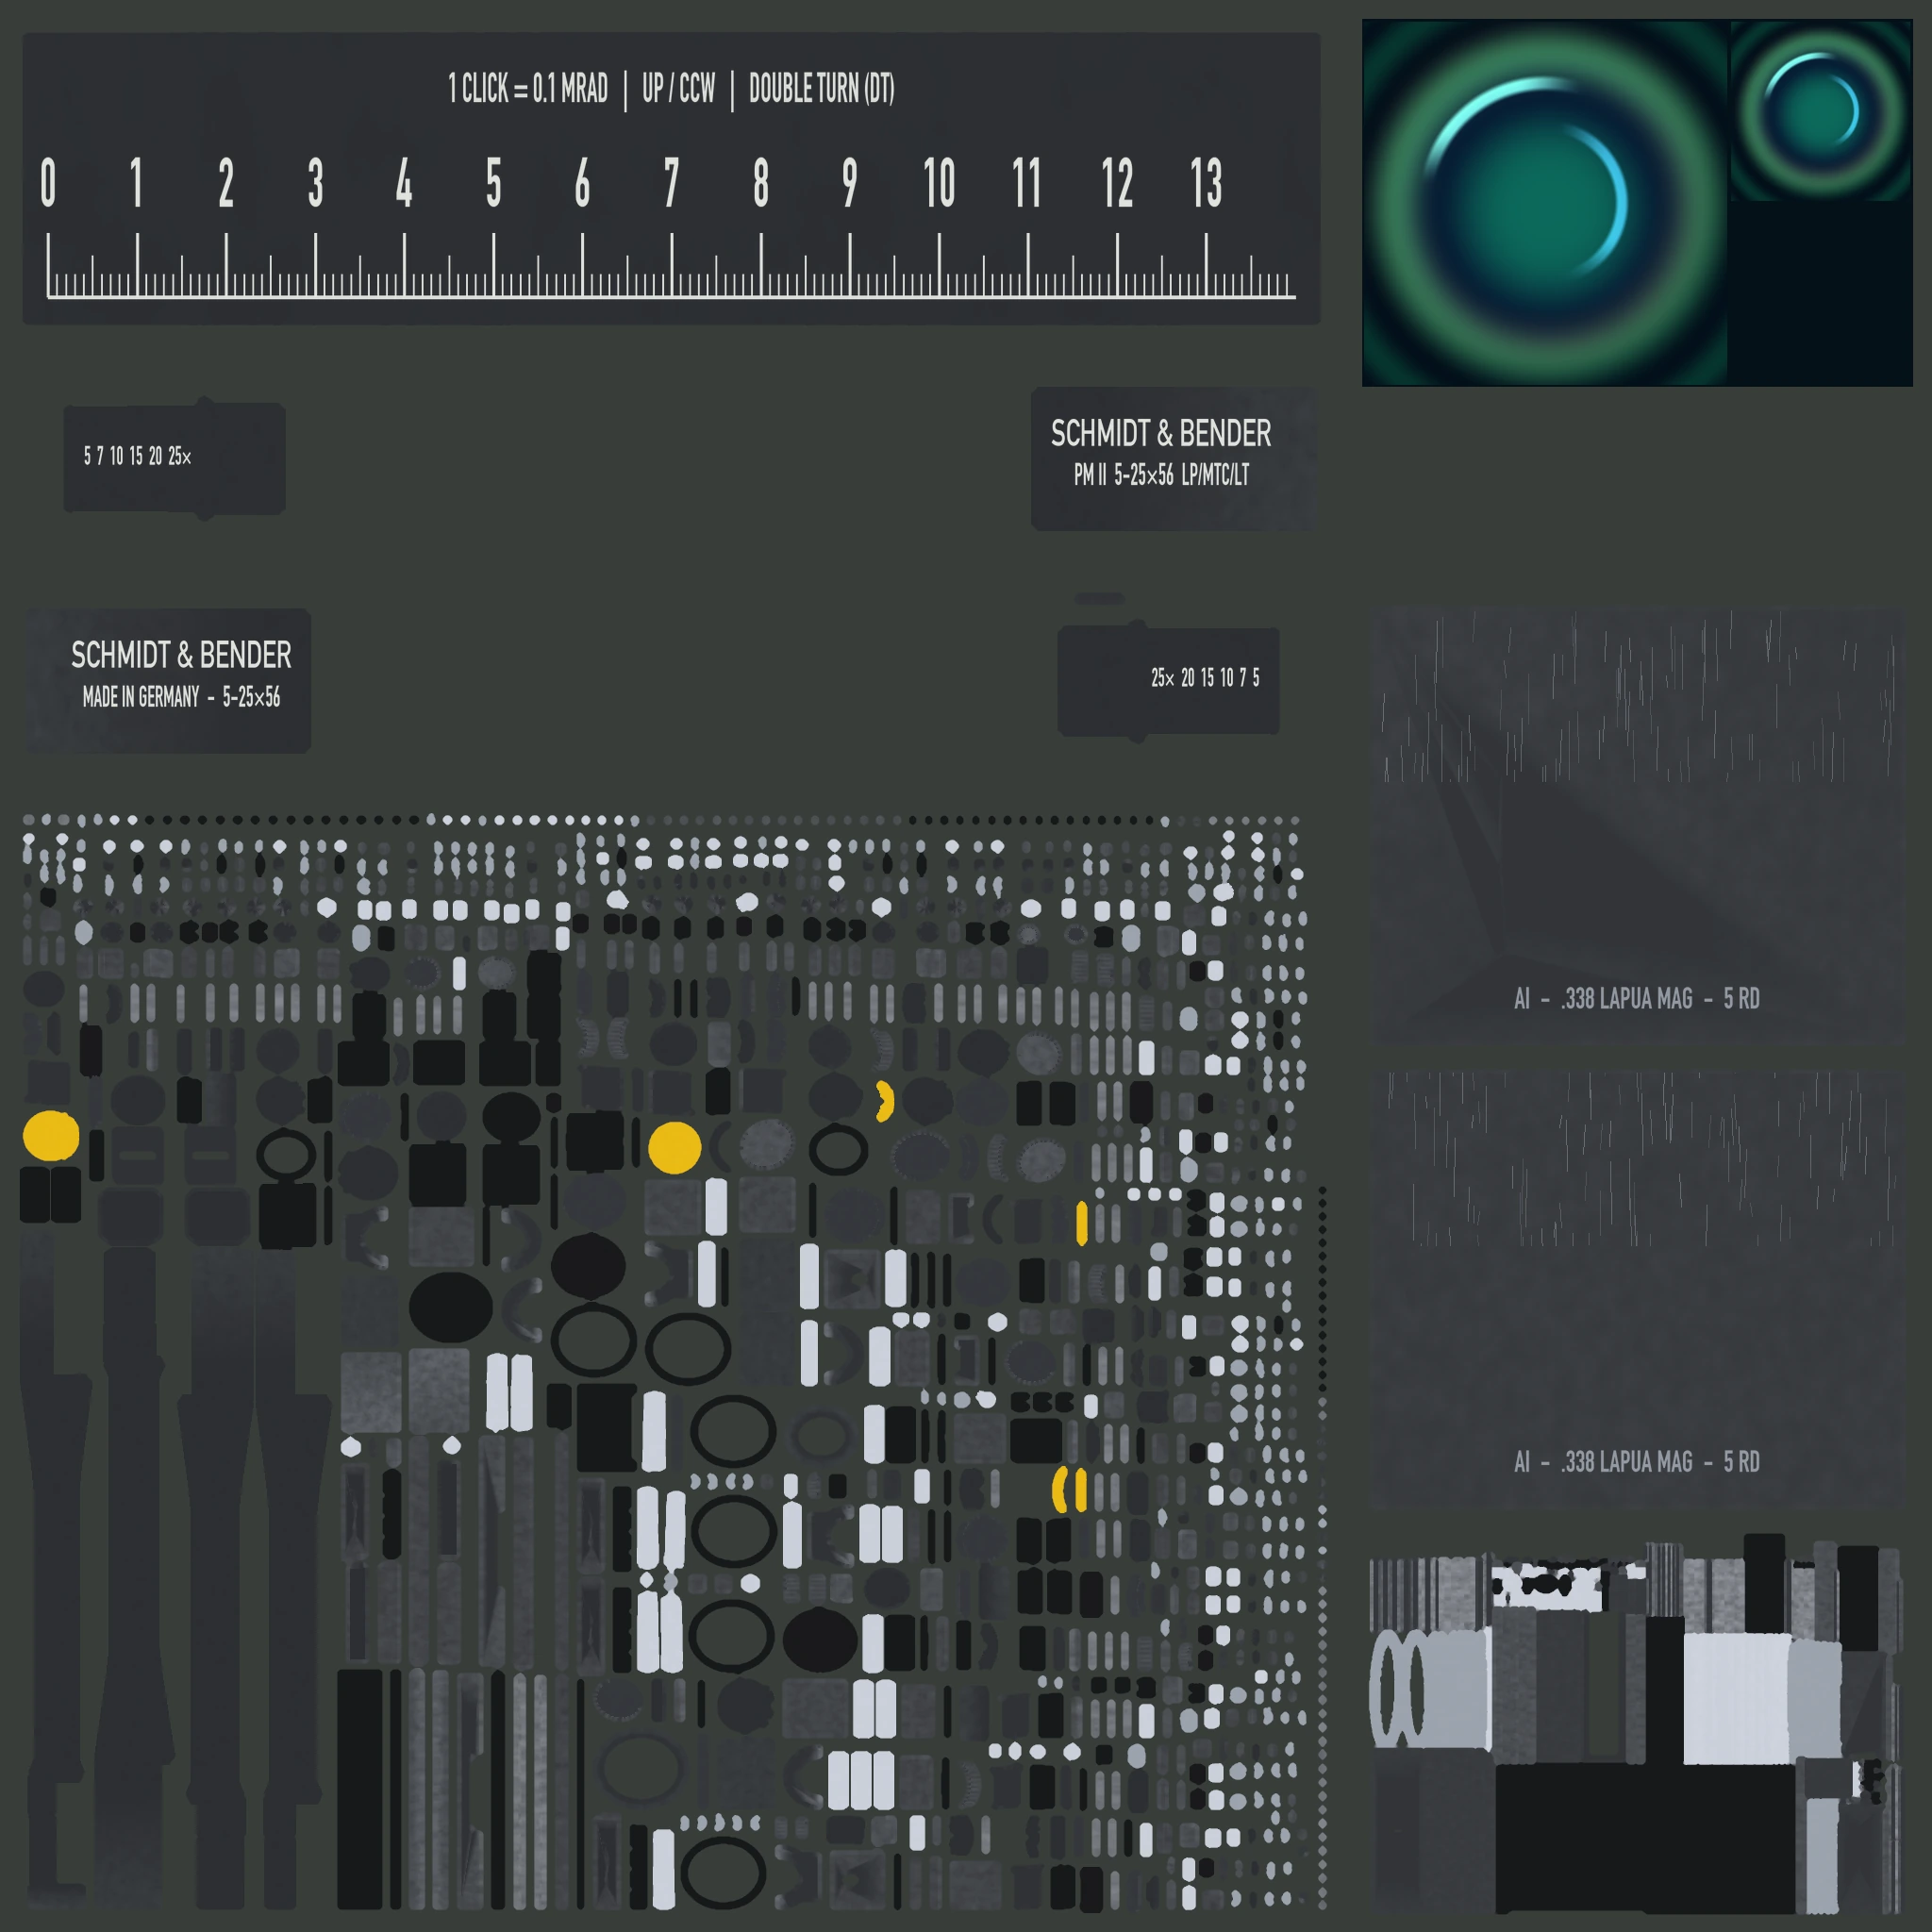 1 CLICK = 0.1 MRAD | UP / CCW | DOUBLE TURN (DT)
0 1 2 3 4 5 6 7 8 9 10 11 12 13
5 7 10 15 20 25×
SCHMIDT & BENDER
PM II 5-25×56 LP/MTC/LT
SCHMIDT & BENDER
MADE IN GERMANY - 5-25×56
25× 20 15 10 7 5
AI - .338 LAPUA MAG - 5 RD
AI - .338 LAPUA MAG - 5 RD